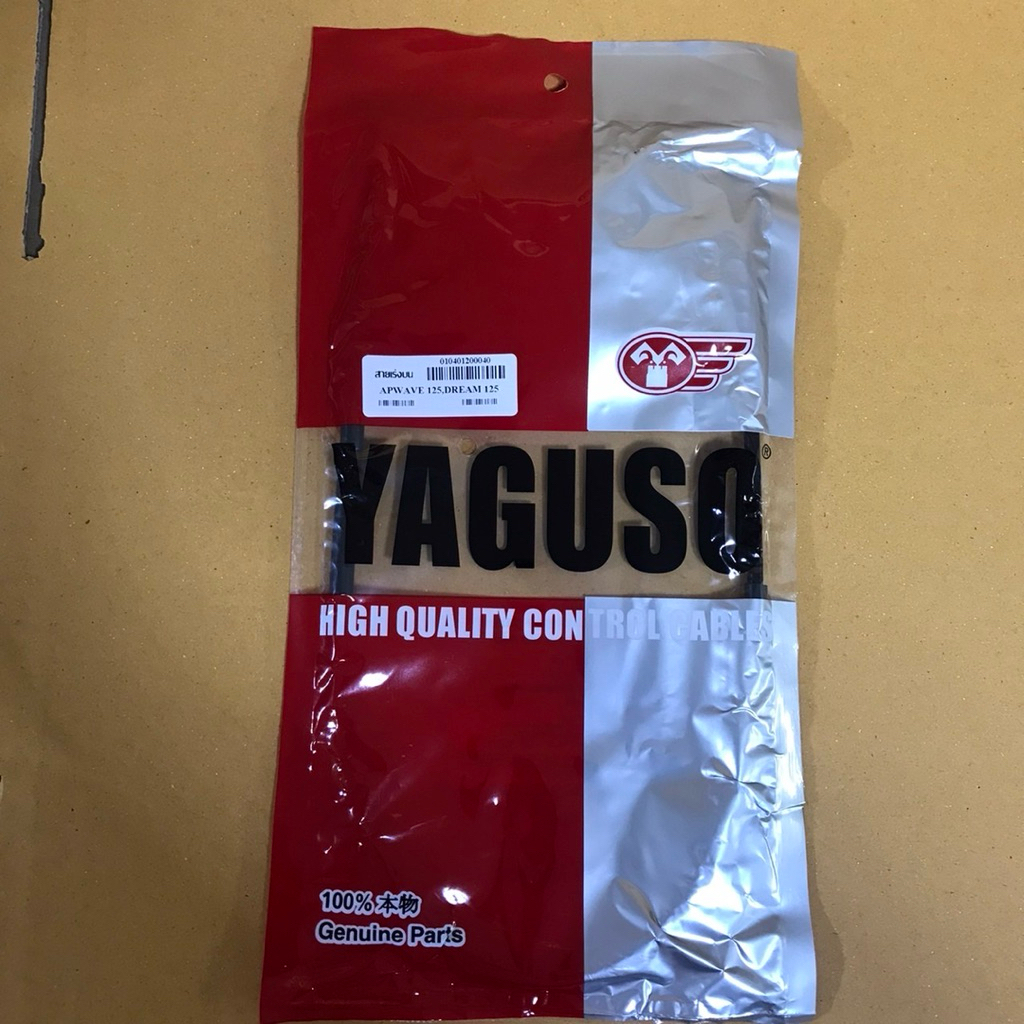 010401200040
สายเร่งบน
APWAVE 125,DREAM 125
YAGUSO®
HIGH QUALITY CONTROL CABLES
100% 本物
Genuine Parts